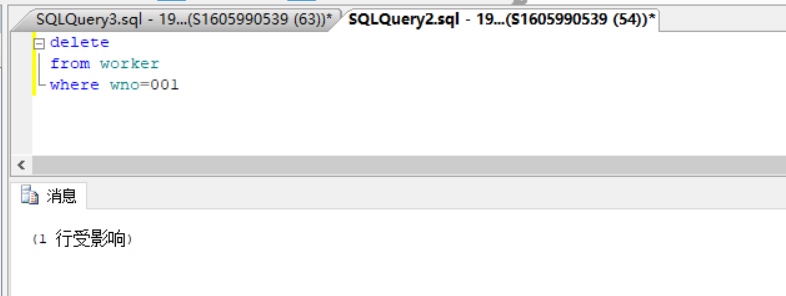 SQLQuery3.sql - 19...(S1605990539 (63))* SQLQuery2.sql - 19...(S1605990539 (54))*
delete
from worker
where wno=001
消息
(1 行受影响)